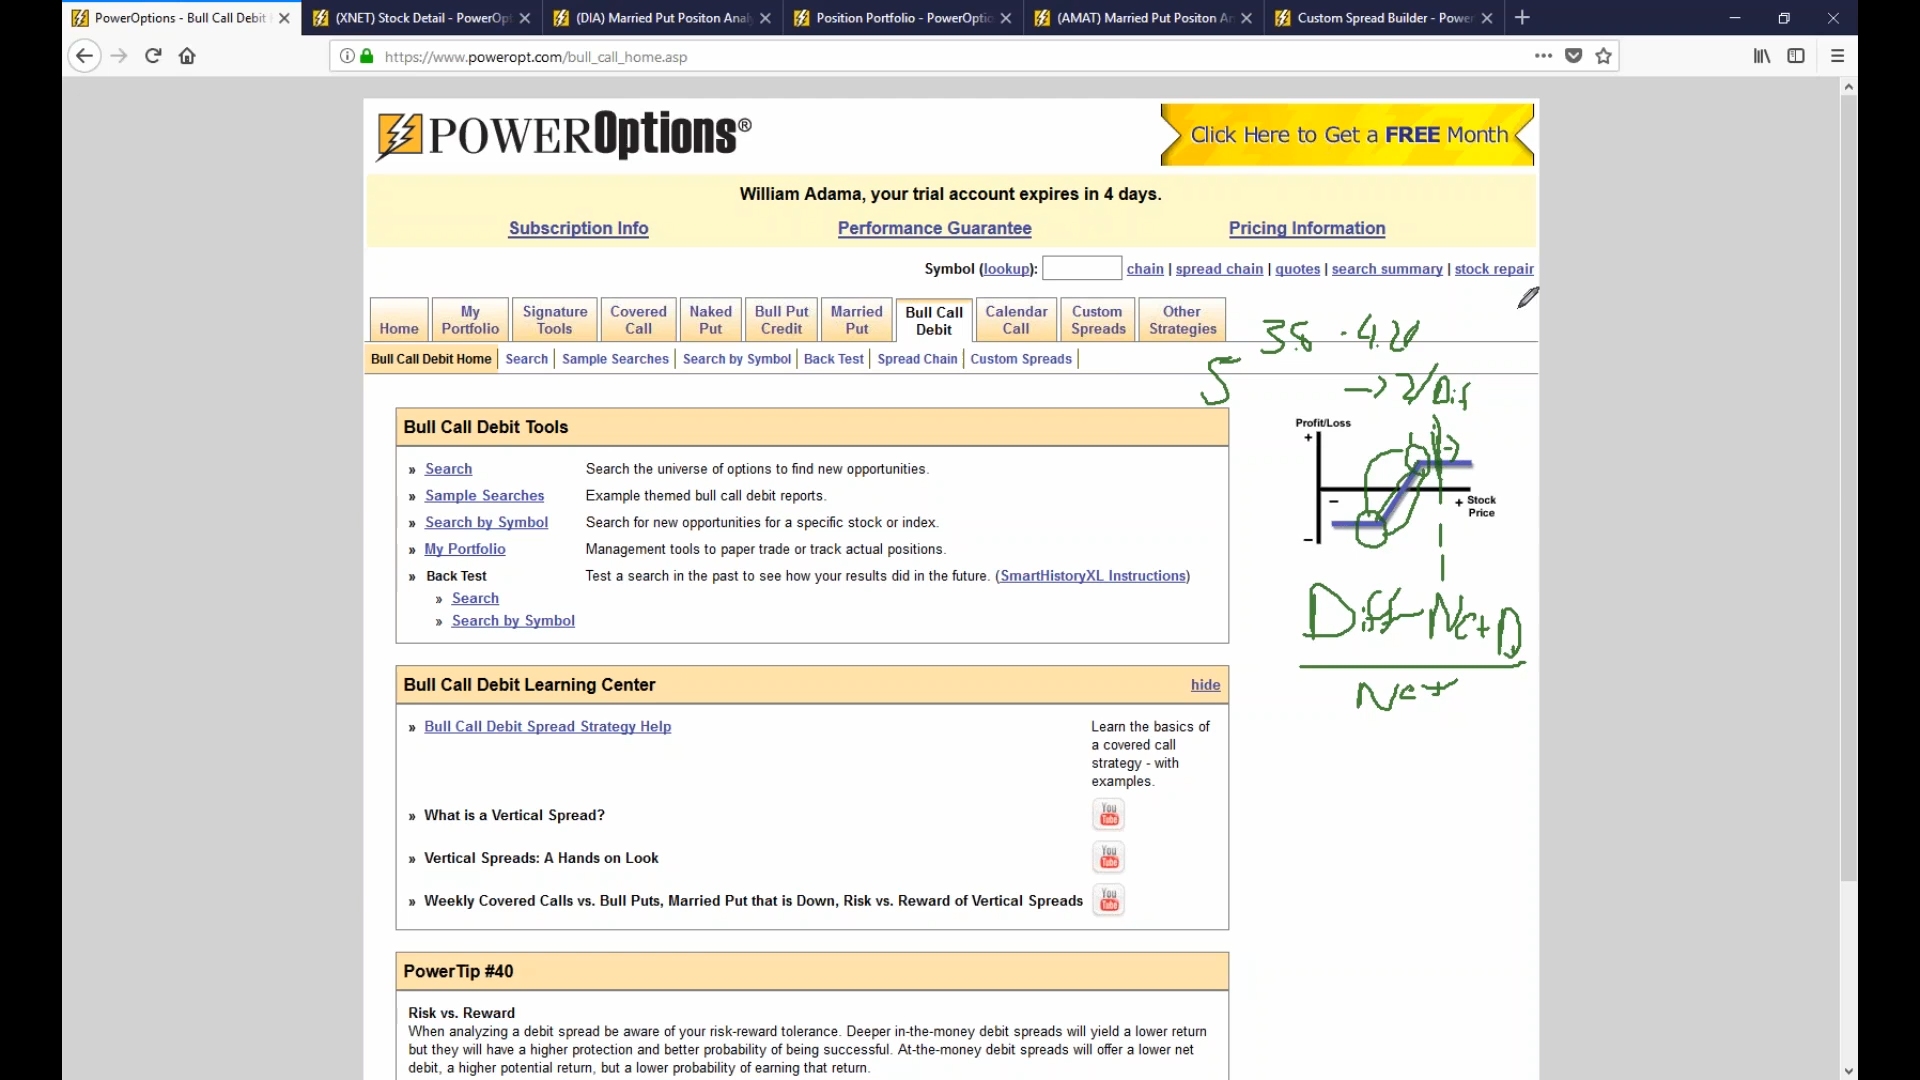 PowerOptions - Bull Call Debit
(XNET) Stock Detail - PowerOpt
(DIA) Married Put Positon Anal
Position Portfolio - PowerOptio
(AMAT) Married Put Positon An
Custom Spread Builder - Power
https://www.poweropt.com/bull_call_home.asp
POWEROptions®
Click Here to Get a FREE Month
William Adama, your trial account expires in 4 days.
Subscription Info Performance Guarantee Pricing Information
Symbol (lookup): chain | spread chain | quotes | search summary | stock repair
Home
My Portfolio
Signature Tools
Covered Call
Naked Put
Bull Put Credit
Married Put
Bull Call Debit
Calendar Call
Custom Spreads
Other Strategies
Bull Call Debit Home | Search | Sample Searches | Search by Symbol | Back Test | Spread Chain | Custom Spreads |
5
Bull Call Debit Tools
» Search Search the universe of options to find new opportunities.
» Sample Searches Example themed bull call debit reports.
» Search by Symbol Search for new opportunities for a specific stock or index.
» My Portfolio Management tools to paper trade or track actual positions.
» Back Test Test a search in the past to see how your results did in the future. (SmartHistoryXL Instructions)
» Search
» Search by Symbol
Profit/Loss
+
−
+ Stock
Price
−
Diff - Net D
Net
Bull Call Debit Learning Center hide
» Bull Call Debit Spread Strategy Help Learn the basics of
a covered call
strategy - with
examples.
» What is a Vertical Spread? You Tube
» Vertical Spreads: A Hands on Look You Tube
» Weekly Covered Calls vs. Bull Puts, Married Put that is Down, Risk vs. Reward of Vertical Spreads You Tube
PowerTip #40
Risk vs. Reward
When analyzing a debit spread be aware of your risk-reward tolerance. Deeper in-the-money debit spreads will yield a lower return
but they will have a higher protection and better probability of being successful. At-the-money debit spreads will offer a lower net
debit, a higher potential return, but a lower probability of earning that return.